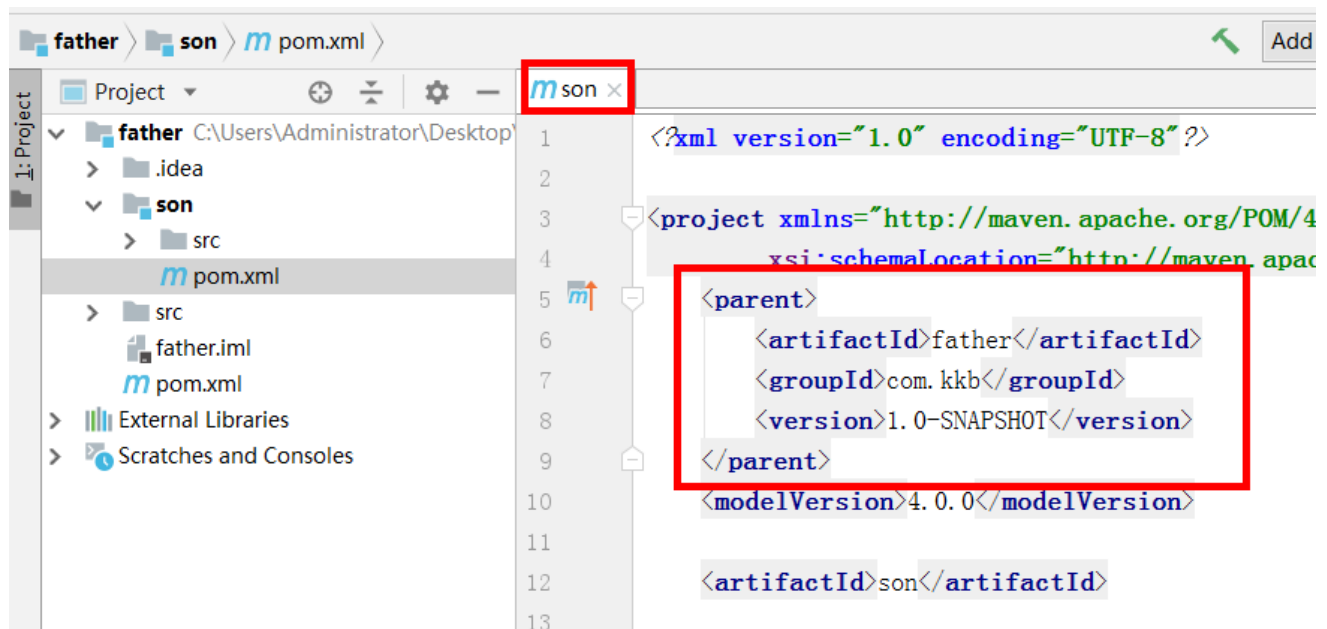 father son m pom.xml Add
1: Project
Project
father C:\Users\Administrator\Desktop\
.idea
son
src
m pom.xml
src
father.iml
m pom.xml
External Libraries
Scratches and Consoles
m son ×
1 <?xml version="1.0" encoding="UTF-8"?>
2
3 <project xmlns="http://maven.apache.org/POM/4
4 xsi:schemaLocation="http://maven.apac
5 m <parent>
6 <artifactId>father</artifactId>
7 <groupId>com.kkb</groupId>
8 <version>1.0-SNAPSHOT</version>
9 </parent>
10 <modelVersion>4.0.0</modelVersion>
11
12 <artifactId>son</artifactId>
13